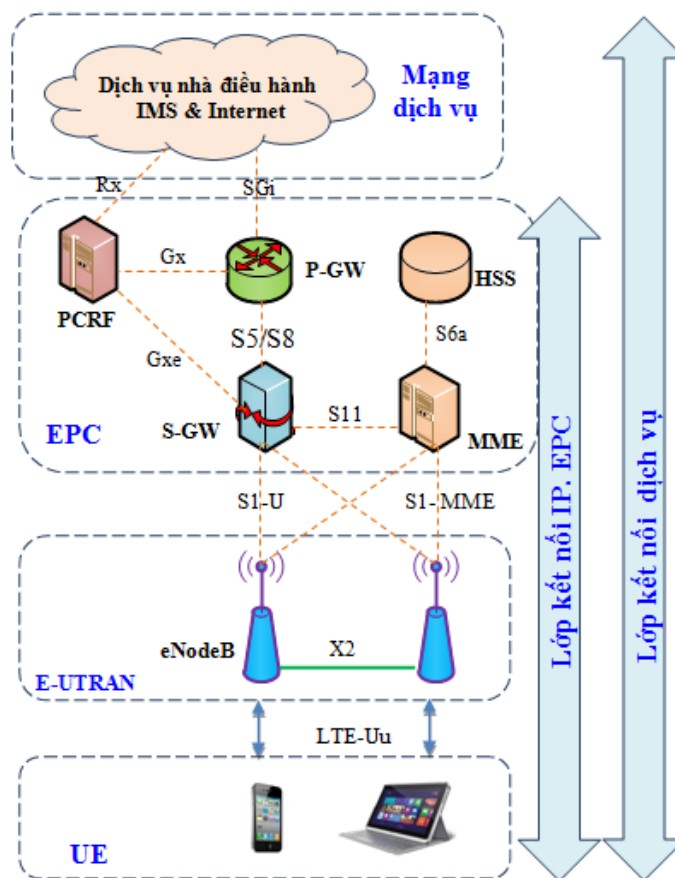 Dịch vụ nhà điều hành
IMS & Internet
Mạng
dịch vụ
Rx
SGi
Gx
P-GW
HSS
PCRF
S5/S8
S6a
Gxe
S11
EPC
S-GW
MME
S1-U
S1- MME
eNodeB
X2
E-UTRAN
LTE-Uu
UE
Lớp kết nối IP. EPC
Lớp kết nối dịch vụ